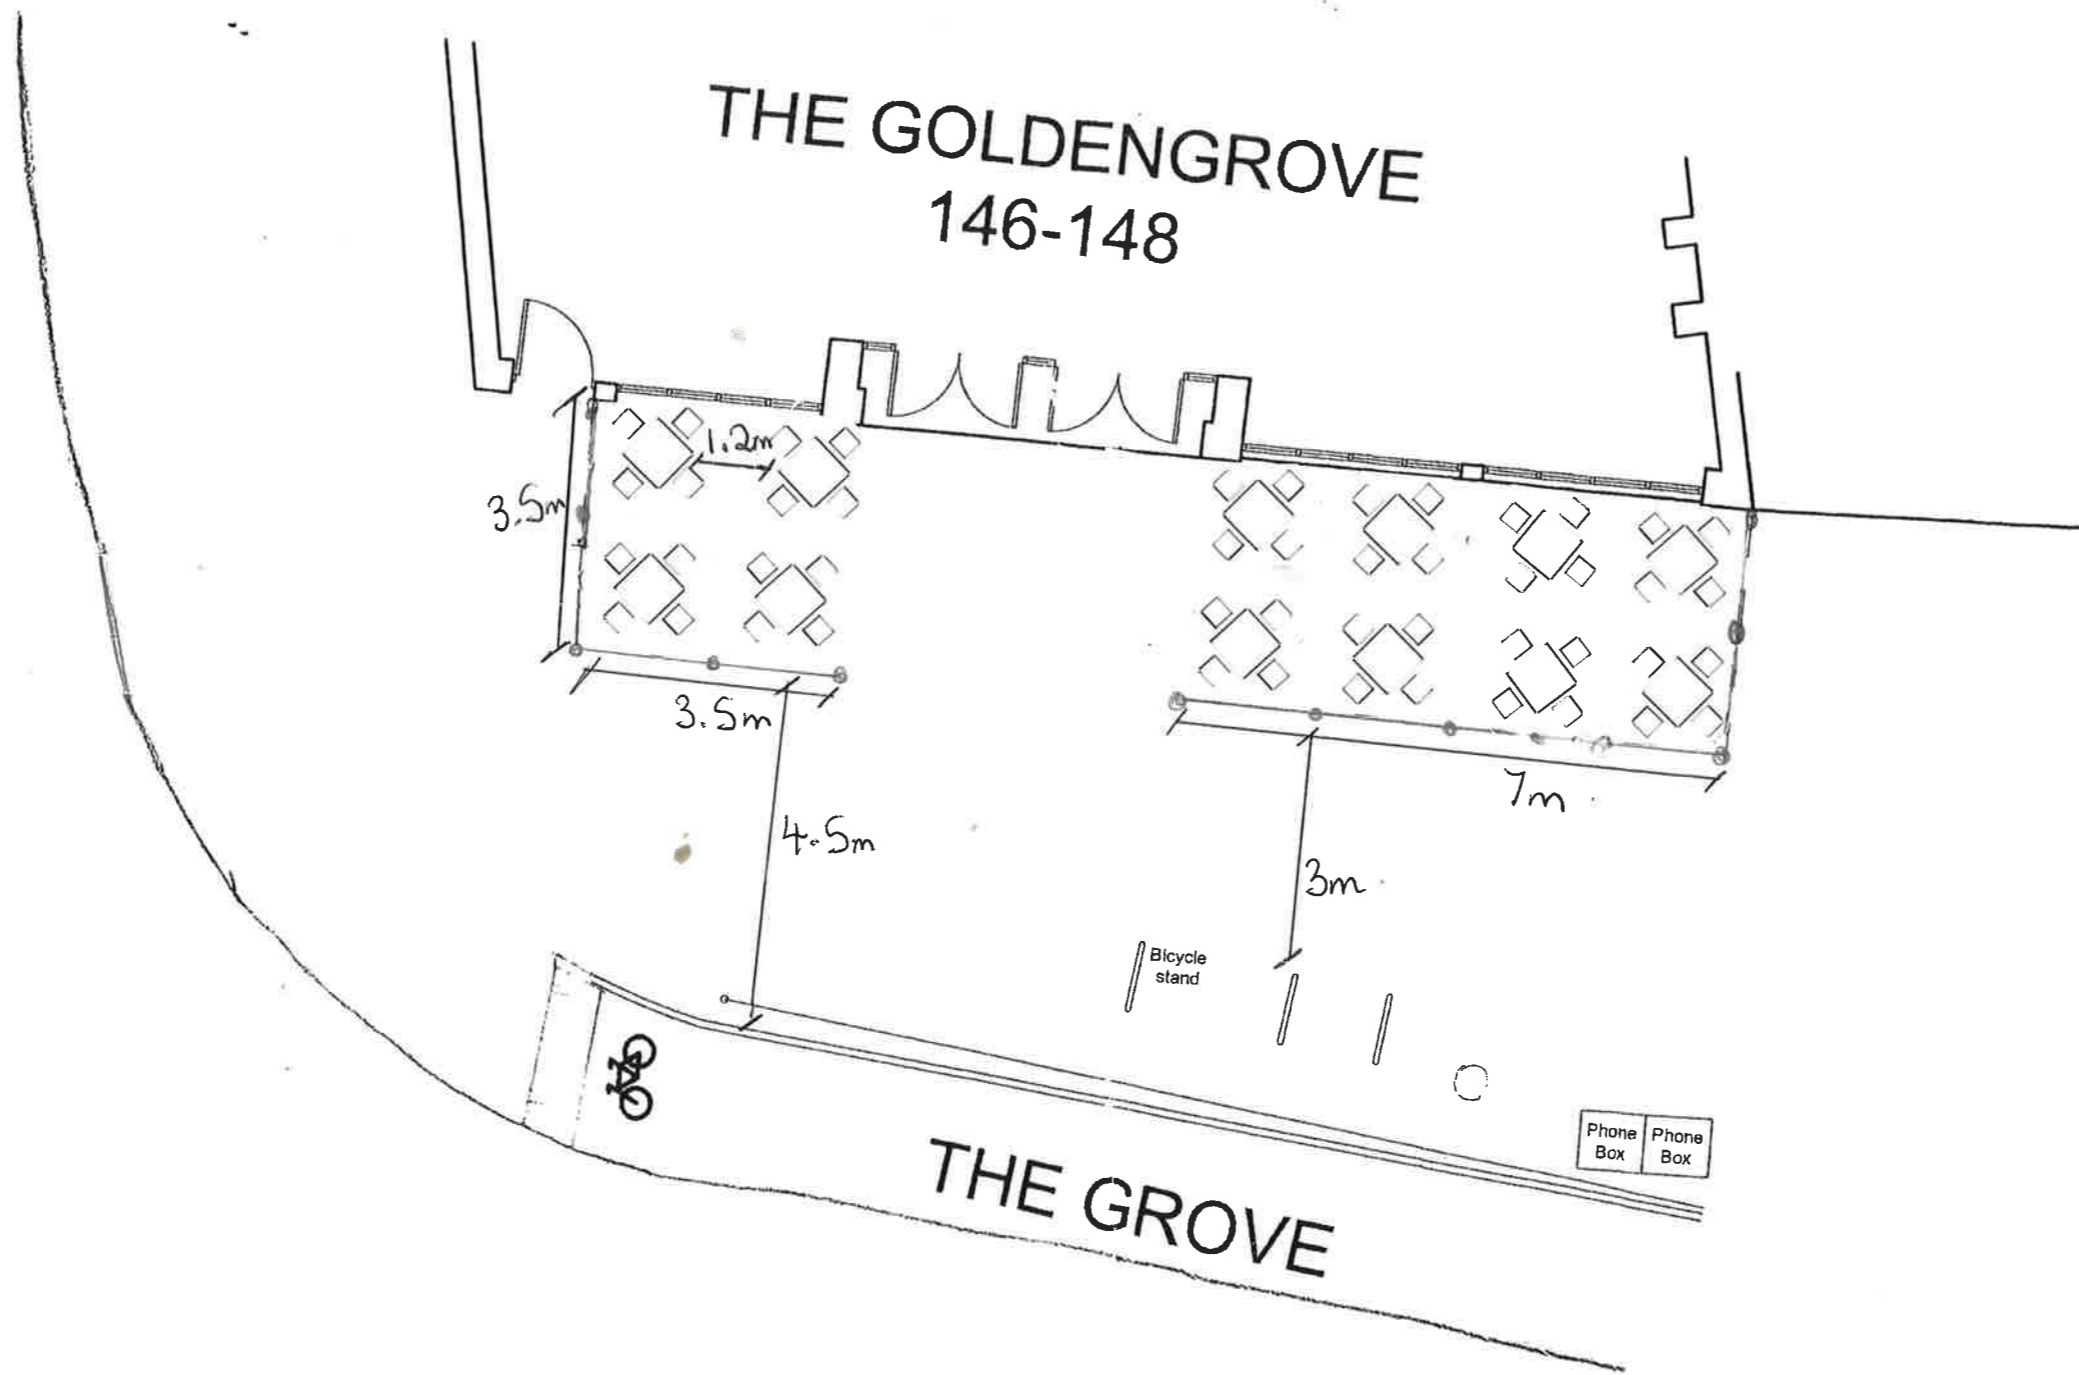 THE GOLDENGROVE
146-148
1.2m
3.5m
3.5m
7m
4.5m
3m
Bicycle
stand
Phone
Box
Phone
Box
THE GROVE